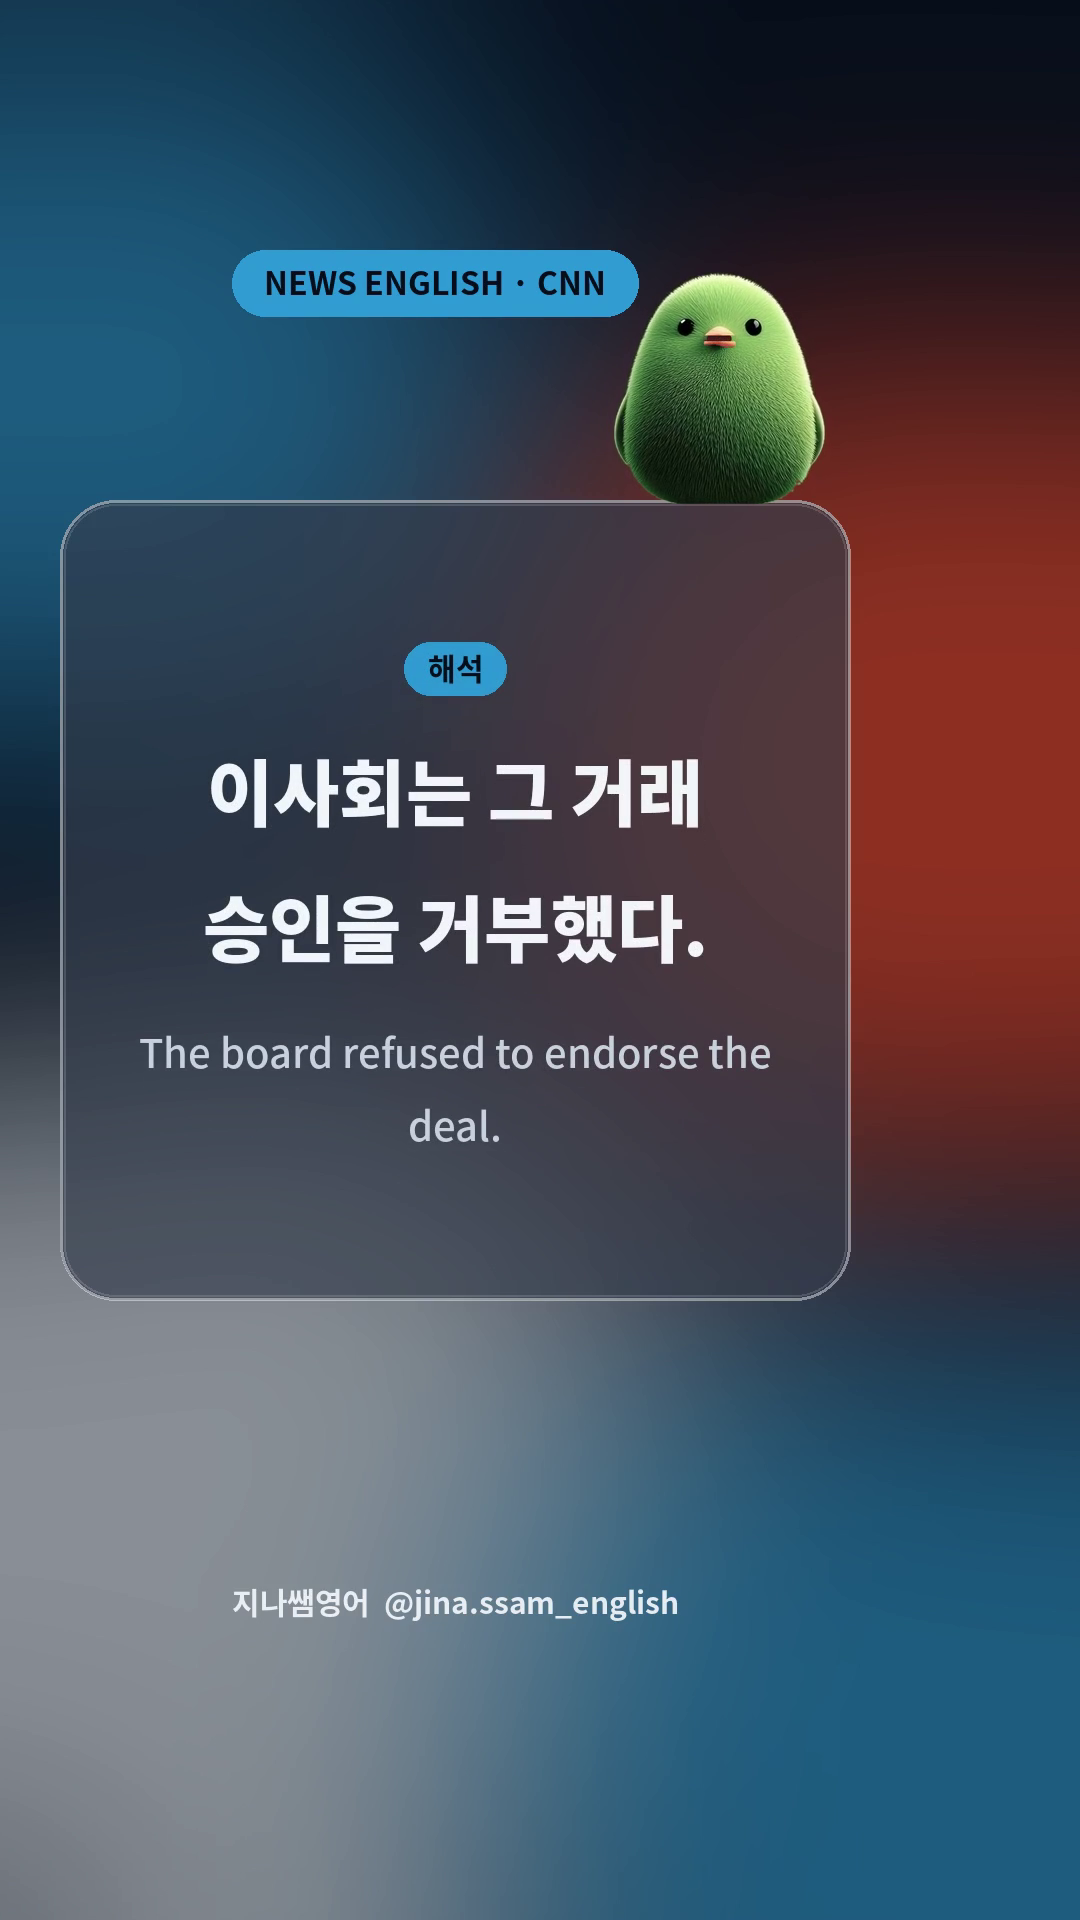 NEWS ENGLISH · CNN
해석
이사회는 그 거래
승인을 거부했다.
The board refused to endorse the
deal.
지나쌤영어 @jina.ssam_english